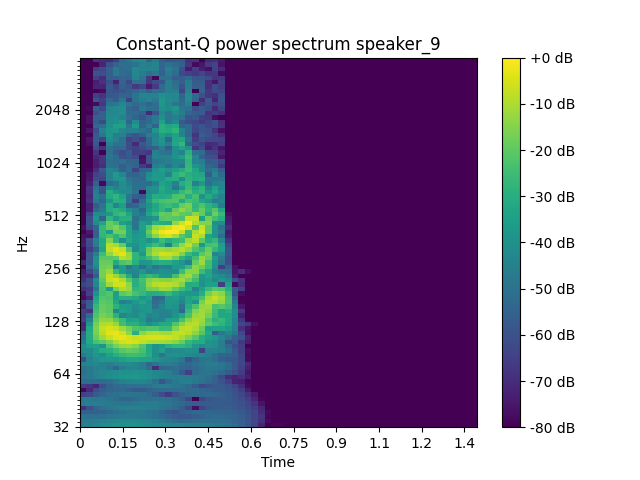 Constant-Q power spectrum speaker_9
+0 dB
-10 dB
-20 dB
-30 dB
-40 dB
-50 dB
-60 dB
-70 dB
-80 dB
Hz
2048
1024
512
256
128
64
32
0 0.15 0.3 0.45 0.6 0.75 0.9 1.1 1.2 1.4
Time